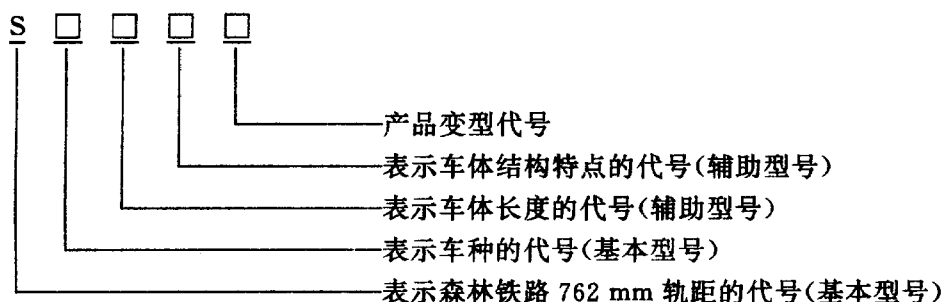 S □ □ □ □
产品变型代号
表示车体结构特点的代号(辅助型号)
表示车体长度的代号(辅助型号)
表示车种的代号(基本型号)
表示森林铁路 762 mm 轨距的代号(基本型号)